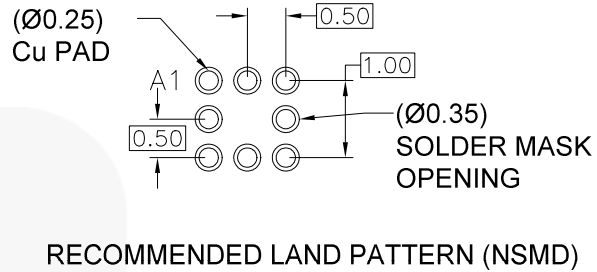 (Ø0.25)
Cu PAD
0.50
A1
1.00
0.50
(Ø0.35)
SOLDER MASK
OPENING
RECOMMENDED LAND PATTERN (NSMD)